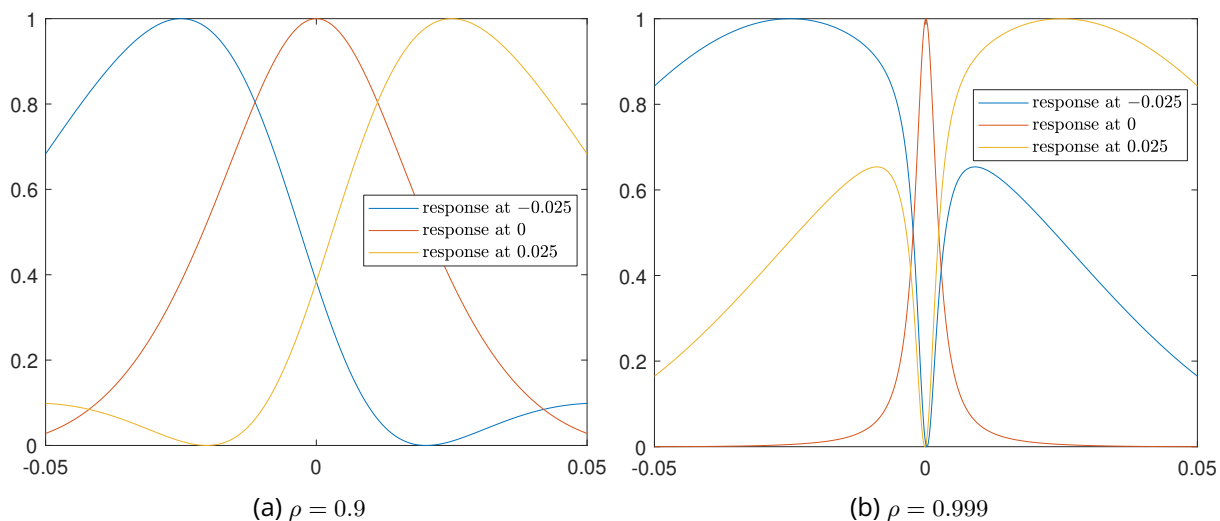 1
0.8
0.6
0.4
0.2
0
-0.05
0
0.05
response at −0.025
response at 0
response at 0.025
(a) ρ = 0.9
1
0.8
0.6
0.4
0.2
0
-0.05
0
0.05
response at −0.025
response at 0
response at 0.025
(b) ρ = 0.999